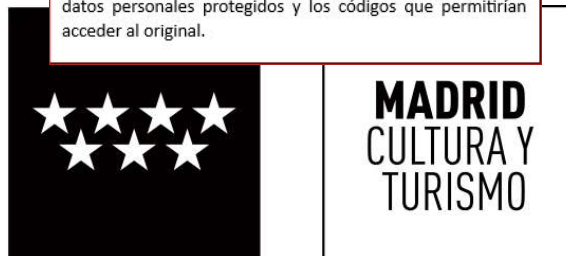 datos personales protegidos y los códigos que permitirían
acceder al original.
MADRID
CULTURA Y
TURISMO